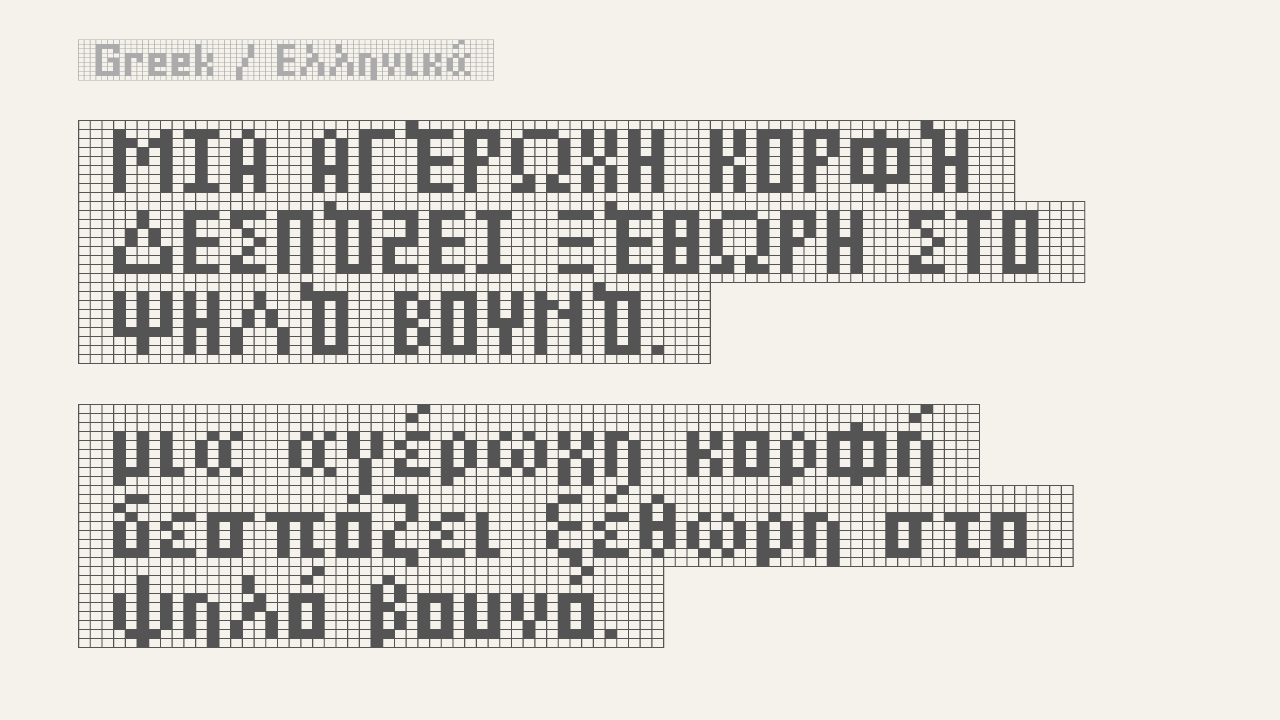 Greek / Ελληνικά
ΜΙΑ ΑΓΈΡΩΧΗ ΚΟΡΦΉ
ΔΕΣΠΌΖΕΙ ΞΈΘΩΡΗ ΣΤΟ
ΨΗΛΌ ΒΟΥΝΌ.
μια αγέρωχη κορφή
δεσπόζει ξέθωρη στο
ψηλό βουνό.